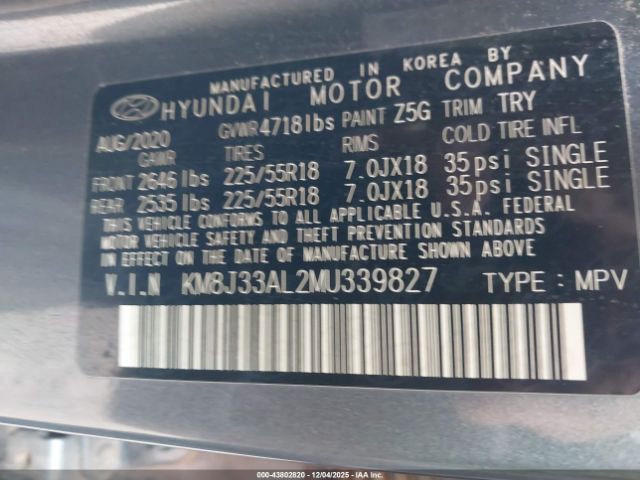 MANUFACTURED IN KOREA BY
HYUNDAI MOTOR COMPANY
AUG/2020 GVWR4718lbs PAINT Z5G TRIM TRY
GAWR TIRES RIMS COLD TIRE INFL
FRONT 2646 lbs 225/55R18 7.0JX18 35psi SINGLE
REAR 2535 lbs 225/55R18 7.0JX18 35psi SINGLE
THIS VEHICLE CONFORMS TO ALL APPLICABLE U.S.A. FEDERAL
MOTOR VEHICLE SAFETY AND THEFT PREVENTION STANDARDS
IN EFFECT ON THE DATE OF MANUFACTURE SHOWN ABOVE
V.I.N KM8J33AL2MU339827 TYPE : MPV
000-43802820 - 12/04/2025 - COPART